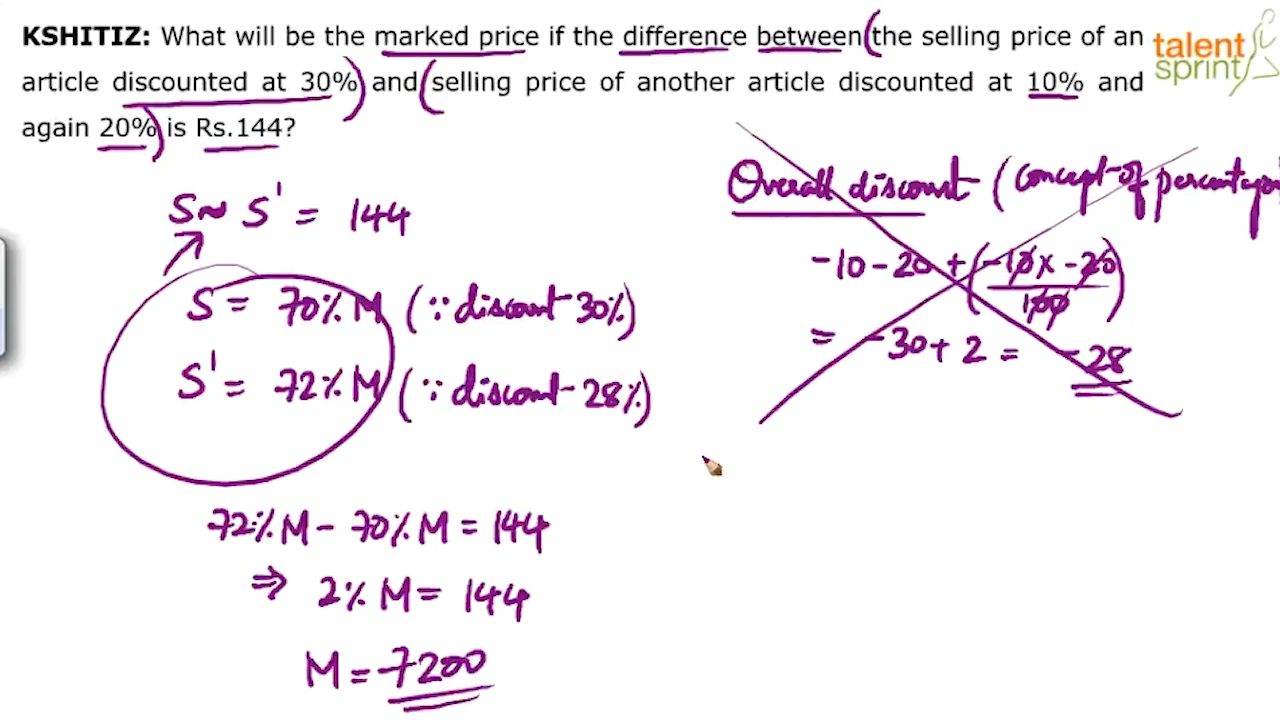 KSHITIZ: What will be the marked price if the difference between (the selling price of an
article discounted at 30%) and (selling price of another article discounted at 10% and
again 20%) is Rs.144?
talent
sprint
S ~ S' = 144
S = 70% M (∵ discount - 30%)
S' = 72% M (∵ discount - 28%)
72% M - 70% M = 144
⇒ 2% M = 144
M = 7200
Overall discount (concept of percentages
-10 - 20 + (-10 x -20 / 100)
= -30 + 2 = -28